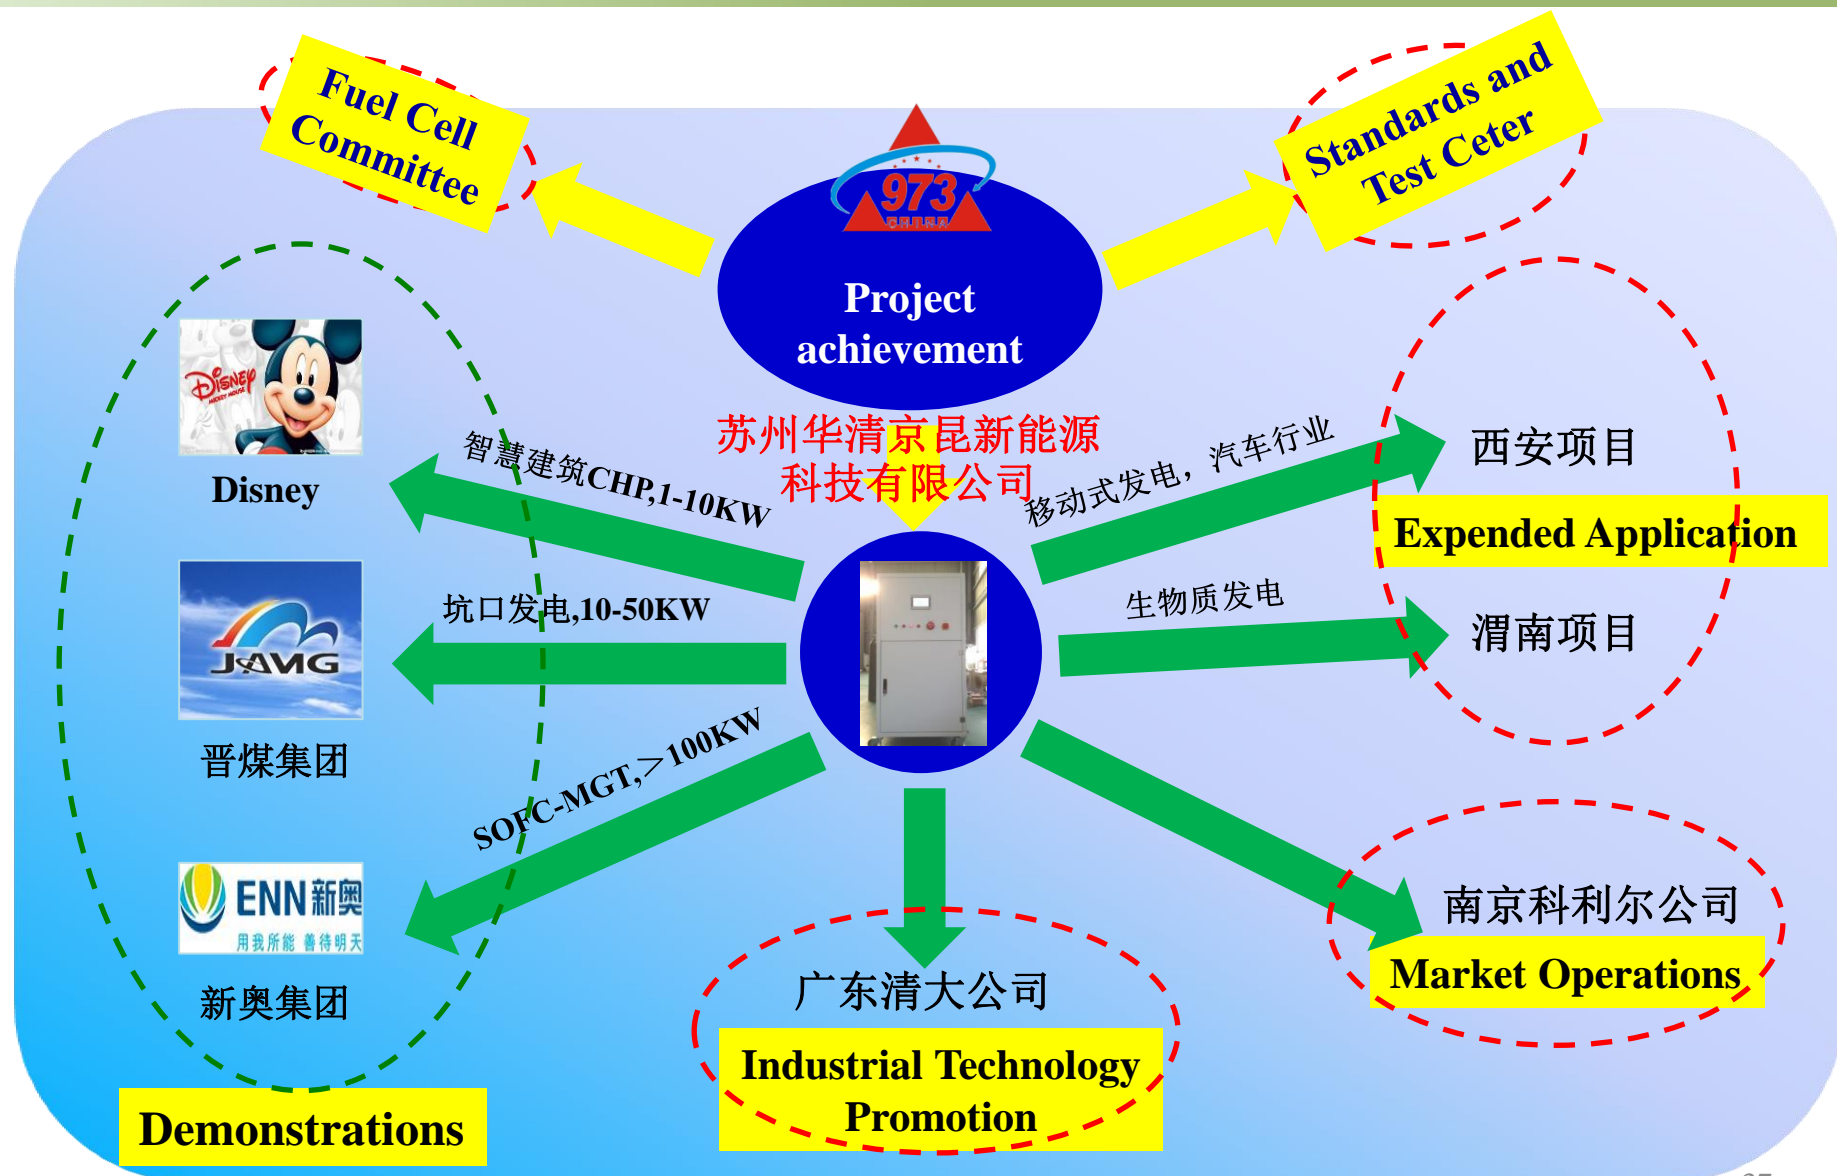 Fuel Cell
Committee
Standards and
Test Ceter
973
Project
achievement
苏州华清京昆新能源
科技有限公司
DISNEY
MICKEY MOUSE
Disney
智慧建筑CHP,1-10KW
移动式发电，汽车行业
西安项目
Expended Application
JAMG
晋煤集团
坑口发电,10-50KW
生物质发电
渭南项目
SOFC-MGT,＞100KW
ENN新奥
用我所能 善待明天
新奥集团
南京科利尔公司
Market Operations
广东清大公司
Industrial Technology
Promotion
Demonstrations